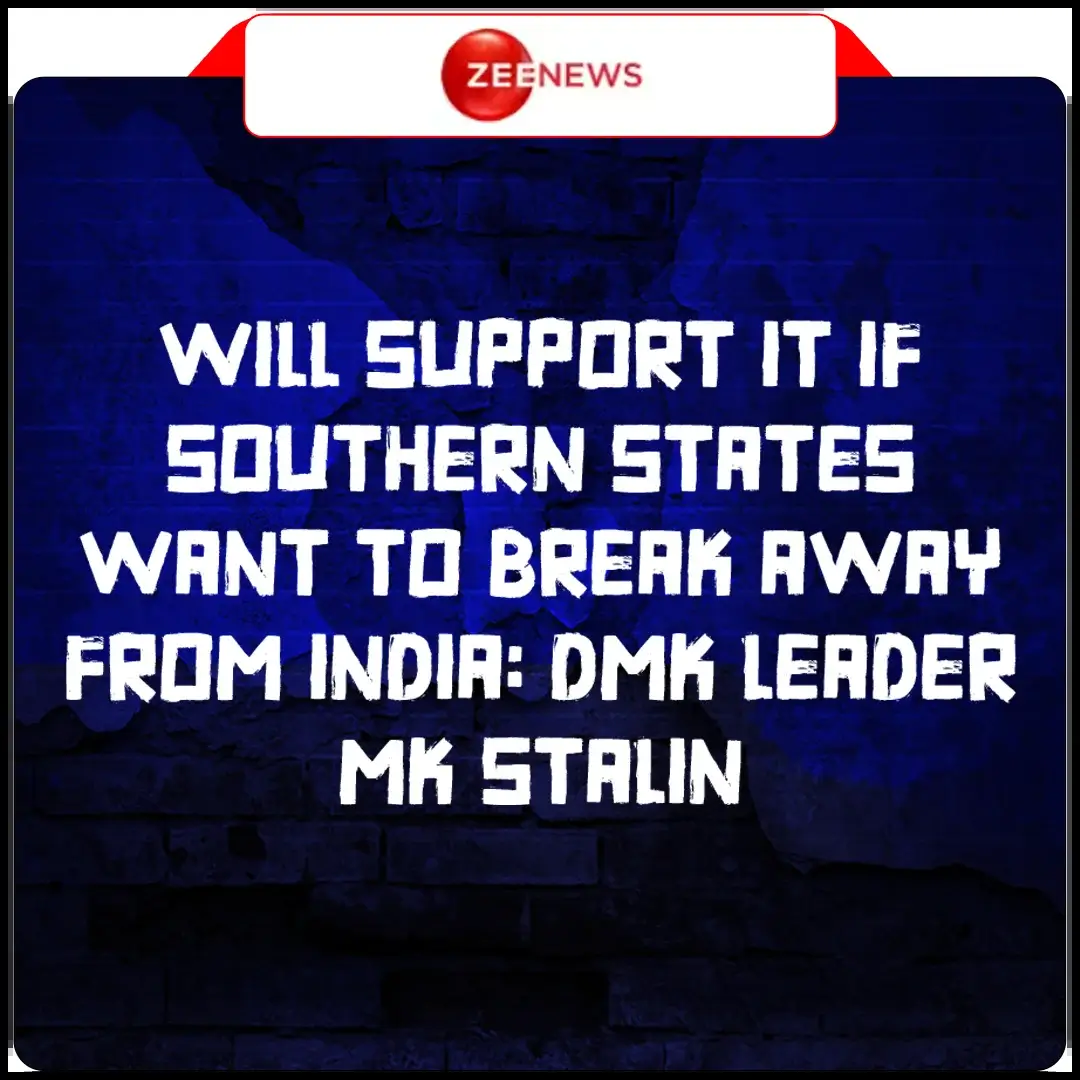 ZEENEWS
WILL SUPPORT IT IF
SOUTHERN STATES
WANT TO BREAK AWAY
FROM INDIA: DMK LEADER
MK STALIN